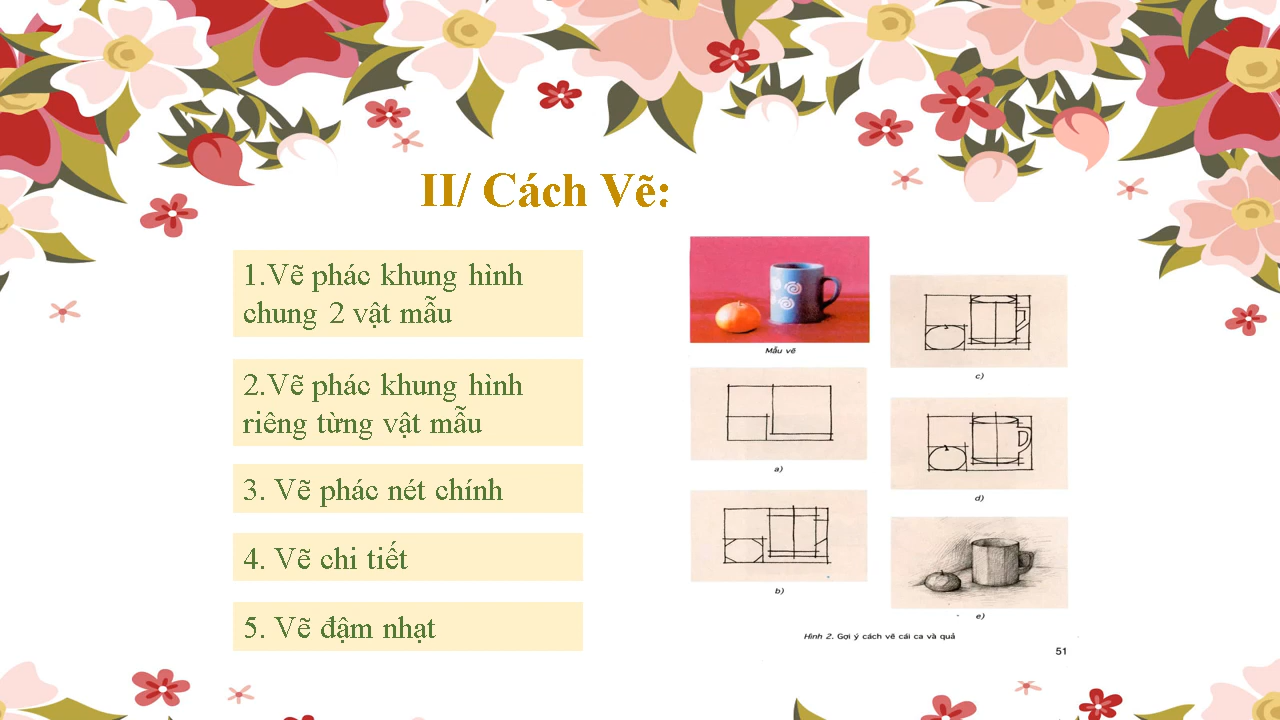 II/ Cách Vẽ:
1.Vẽ phác khung hình
chung 2 vật mẫu
2.Vẽ phác khung hình
riêng từng vật mẫu
3. Vẽ phác nét chính
4. Vẽ chi tiết
5. Vẽ đậm nhạt
Mẫu vẽ
a)
b)
c)
d)
e)
Hình 2. Gợi ý cách vẽ cái ca và quả
51